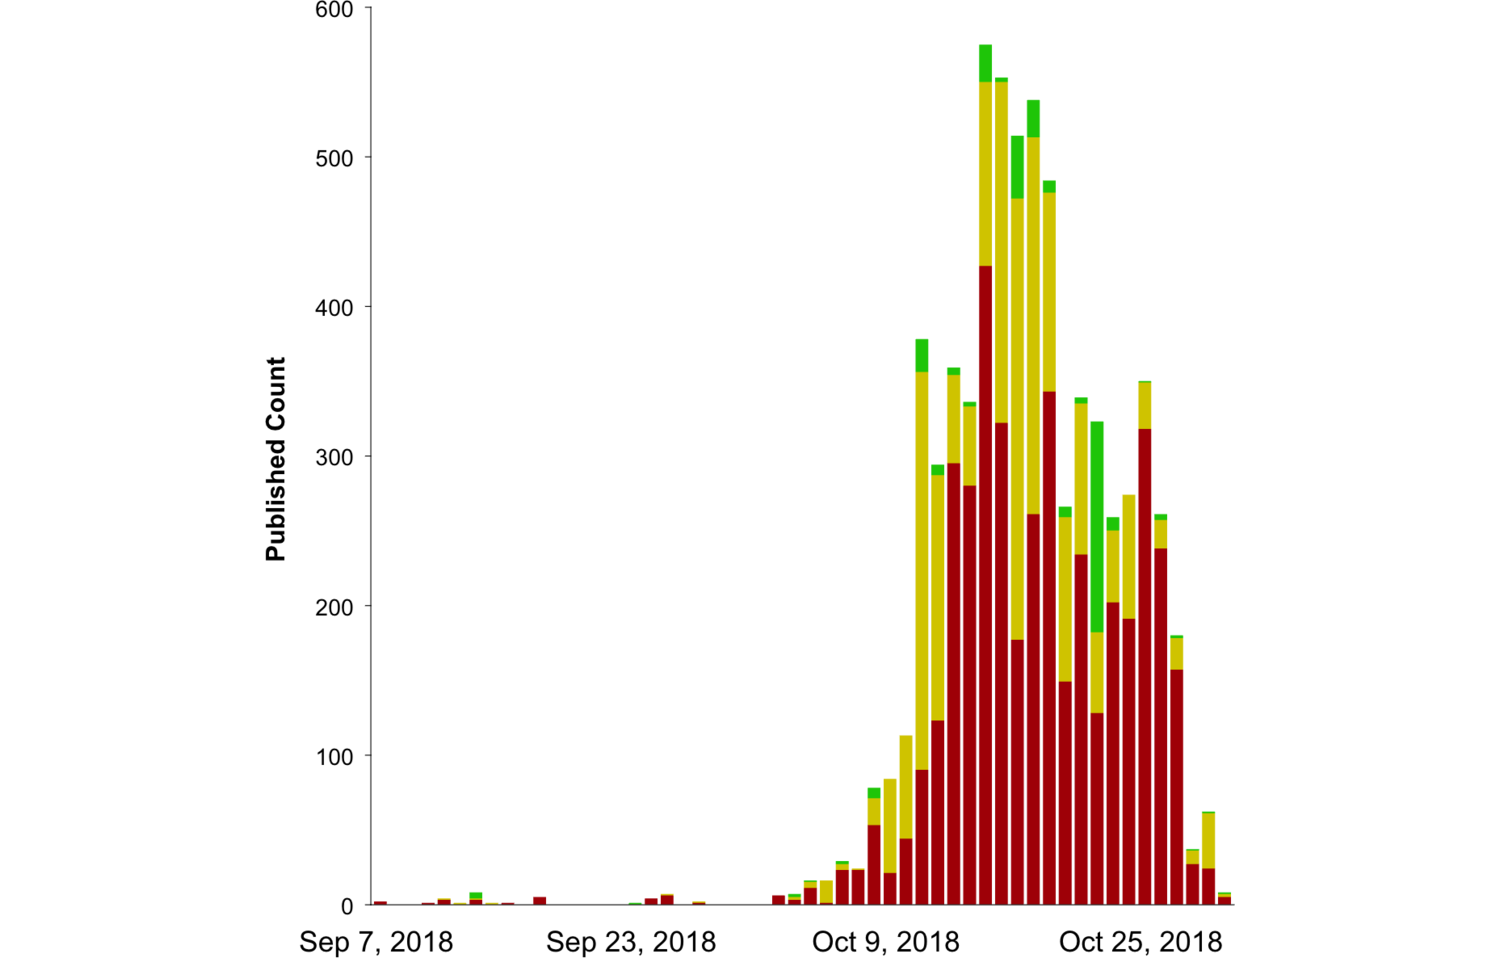 600
500
400
300
200
100
0
Published Count
Sep 7, 2018
Sep 23, 2018
Oct 9, 2018
Oct 25, 2018